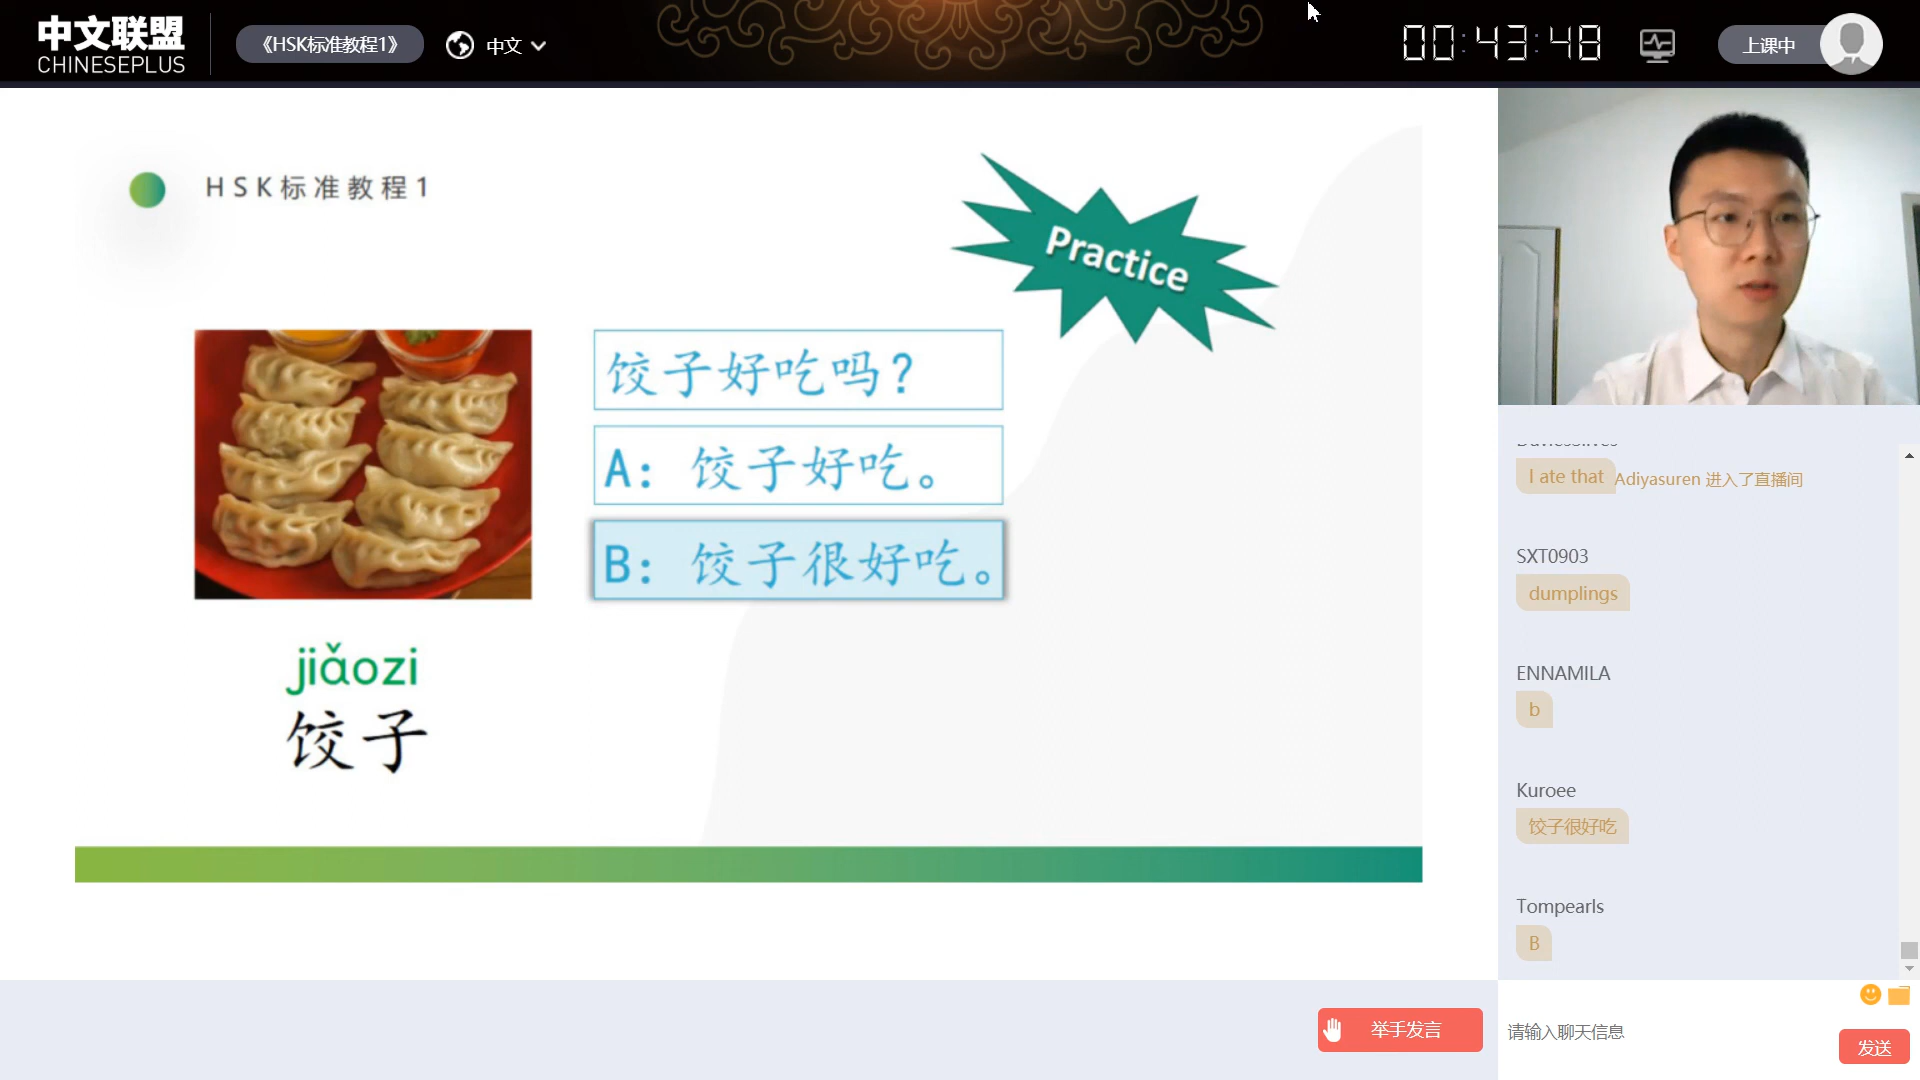 中文联盟
CHINESEPLUS
《HSK标准教程1》
中文
00:43:48
上课中
HSK标准教程1
Practice
饺子好吃吗？
A：饺子好吃。
B：饺子很好吃。
jiǎozi
饺子
I ate that
Adiyasuren 进入了直播间
SXT0903
dumplings
ENNAMILA
b
Kuroee
饺子很好吃
Tompearls
B
举手发言
请输入聊天信息
发送